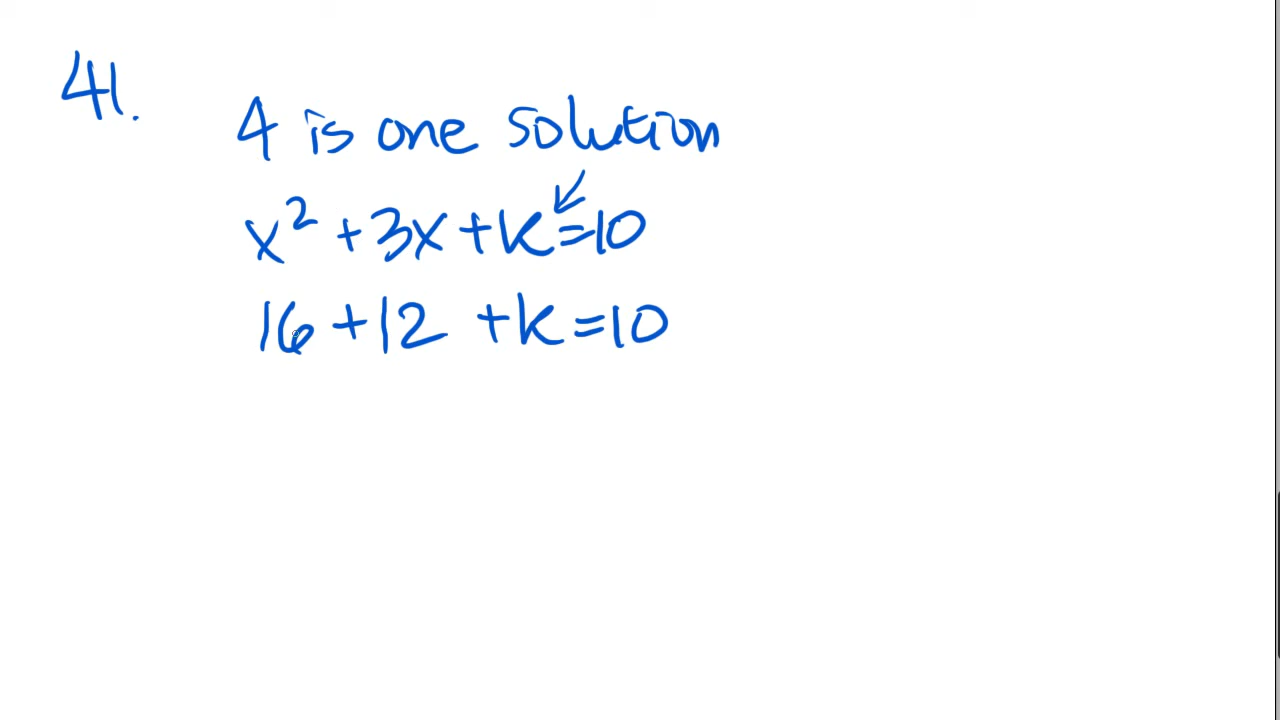 41.
4 is one solution
x² + 3x + k = 10
16 + 12 + k = 10